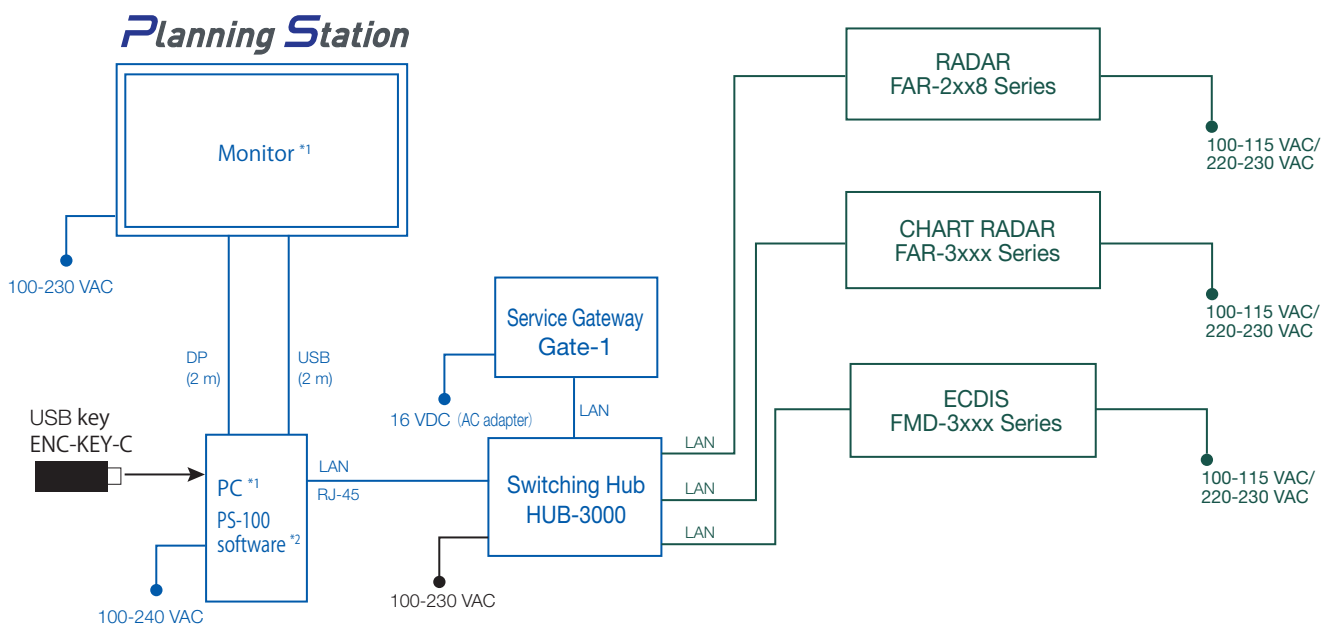 Planning Station
Monitor *1
100-230 VAC
DP
(2 m)
USB
(2 m)
USB key
ENC-KEY-C
PC *1
PS-100
software *2
100-240 VAC
LAN
RJ-45
Service Gateway
Gate-1
16 VDC (AC adapter)
LAN
Switching Hub
HUB-3000
100-230 VAC
LAN
LAN
LAN
RADAR
FAR-2xx8 Series
100-115 VAC/
220-230 VAC
CHART RADAR
FAR-3xxx Series
100-115 VAC/
220-230 VAC
ECDIS
FMD-3xxx Series
100-115 VAC/
220-230 VAC